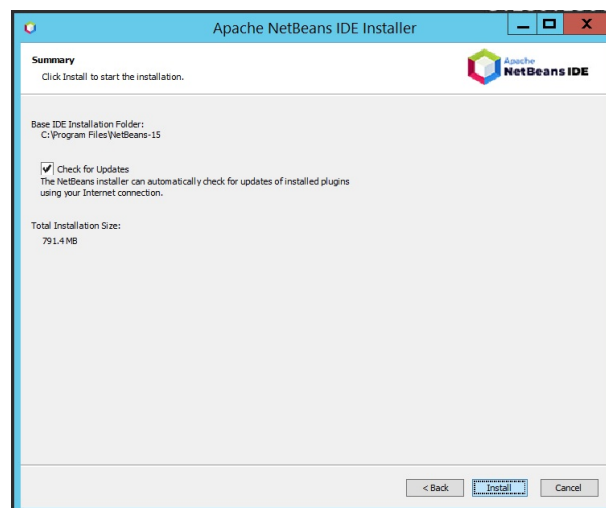 Apache NetBeans IDE Installer
Summary
Click Install to start the installation.
Apache
NetBeans IDE
Base IDE Installation Folder:
C:\Program Files\NetBeans-15
Check for Updates
The NetBeans installer can automatically check for updates of installed plugins
using your Internet connection.
Total Installation Size:
791.4 MB
< Back
Install
Cancel